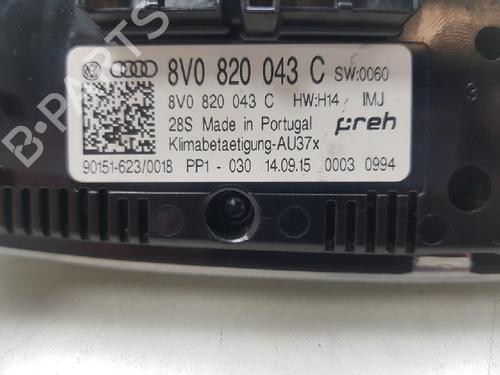 8V0 820 043 C SW:0060
8V0 820 043 C HW:H14 IMJ
28S Made in Portugal preh
Klimabetaetigung-AU37x
90151-623/0018 PP1 - 030 14.09.15 0003 0994
B-PARTS
3